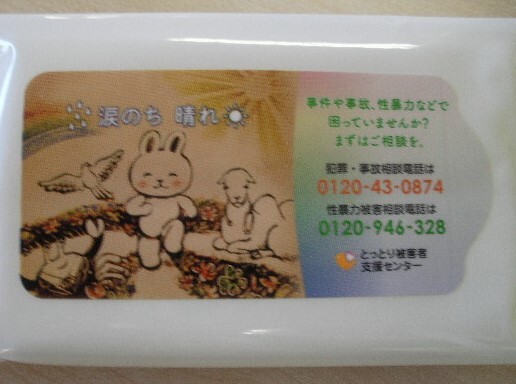 涙のち 晴れ
事件や事故、性暴力などで
困っていませんか?
まずはご相談を。
犯罪・事故相談電話は
0120-43-0874
性暴力被害相談電話は
0120-946-328
とっとり被害者
支援センター